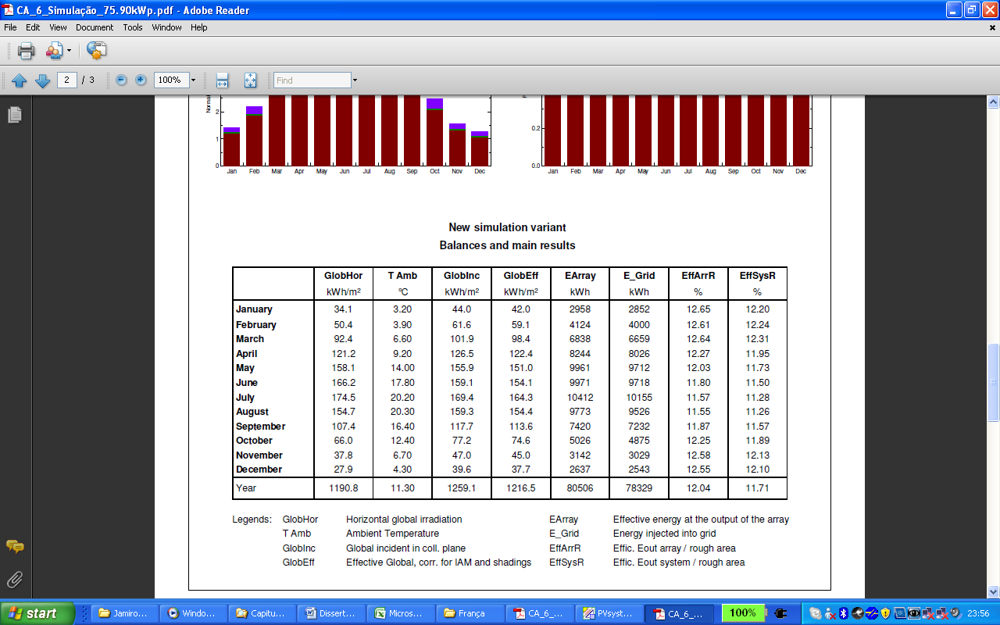 CA_6_Simulação_75.90kWp.pdf - Adobe Reader
File Edit View Document Tools Window Help
2 / 3 100% Find
2
1
0
Jan Feb Mar Apr May Jun Jul Aug Sep Oct Nov Dec
0.2
0.0
Jan Feb Mar Apr May Jun Jul Aug Sep Oct Nov Dec
New simulation variant
Balances and main results
GlobHor T Amb GlobInc GlobEff EArray E_Grid EffArrR EffSysR
kWh/m² °C kWh/m² kWh/m² kWh kWh % %
January 34.1 3.20 44.0 42.0 2958 2852 12.65 12.20
February 50.4 3.90 61.6 59.1 4124 4000 12.61 12.24
March 92.4 6.60 101.9 98.4 6838 6659 12.64 12.31
April 121.2 9.20 126.5 122.4 8244 8026 12.27 11.95
May 158.1 14.00 155.9 151.0 9961 9712 12.03 11.73
June 166.2 17.80 159.1 154.1 9971 9718 11.80 11.50
July 174.5 20.20 169.4 164.3 10412 10155 11.57 11.28
August 154.7 20.30 159.3 154.4 9773 9526 11.55 11.26
September 107.4 16.40 117.7 113.6 7420 7232 11.87 11.57
October 66.0 12.40 77.2 74.6 5026 4875 12.25 11.89
November 37.8 6.70 47.0 45.0 3142 3029 12.58 12.13
December 27.9 4.30 39.6 37.7 2637 2543 12.55 12.10
Year 1190.8 11.30 1259.1 1216.5 80506 78329 12.04 11.71
Legends: GlobHor Horizontal global irradiation EArray Effective energy at the output of the array
T Amb Ambient Temperature E_Grid Energy injected into grid
GlobInc Global incident in coll. plane EffArrR Effic. Eout array / rough area
GlobEff Effective Global, corr. for IAM and shadings EffSysR Effic. Eout system / rough area
start Jamiro... Windo... Capitu... Dissert... Micros... França CA_6_... PVsyst... CA_6_... 100% 23:56